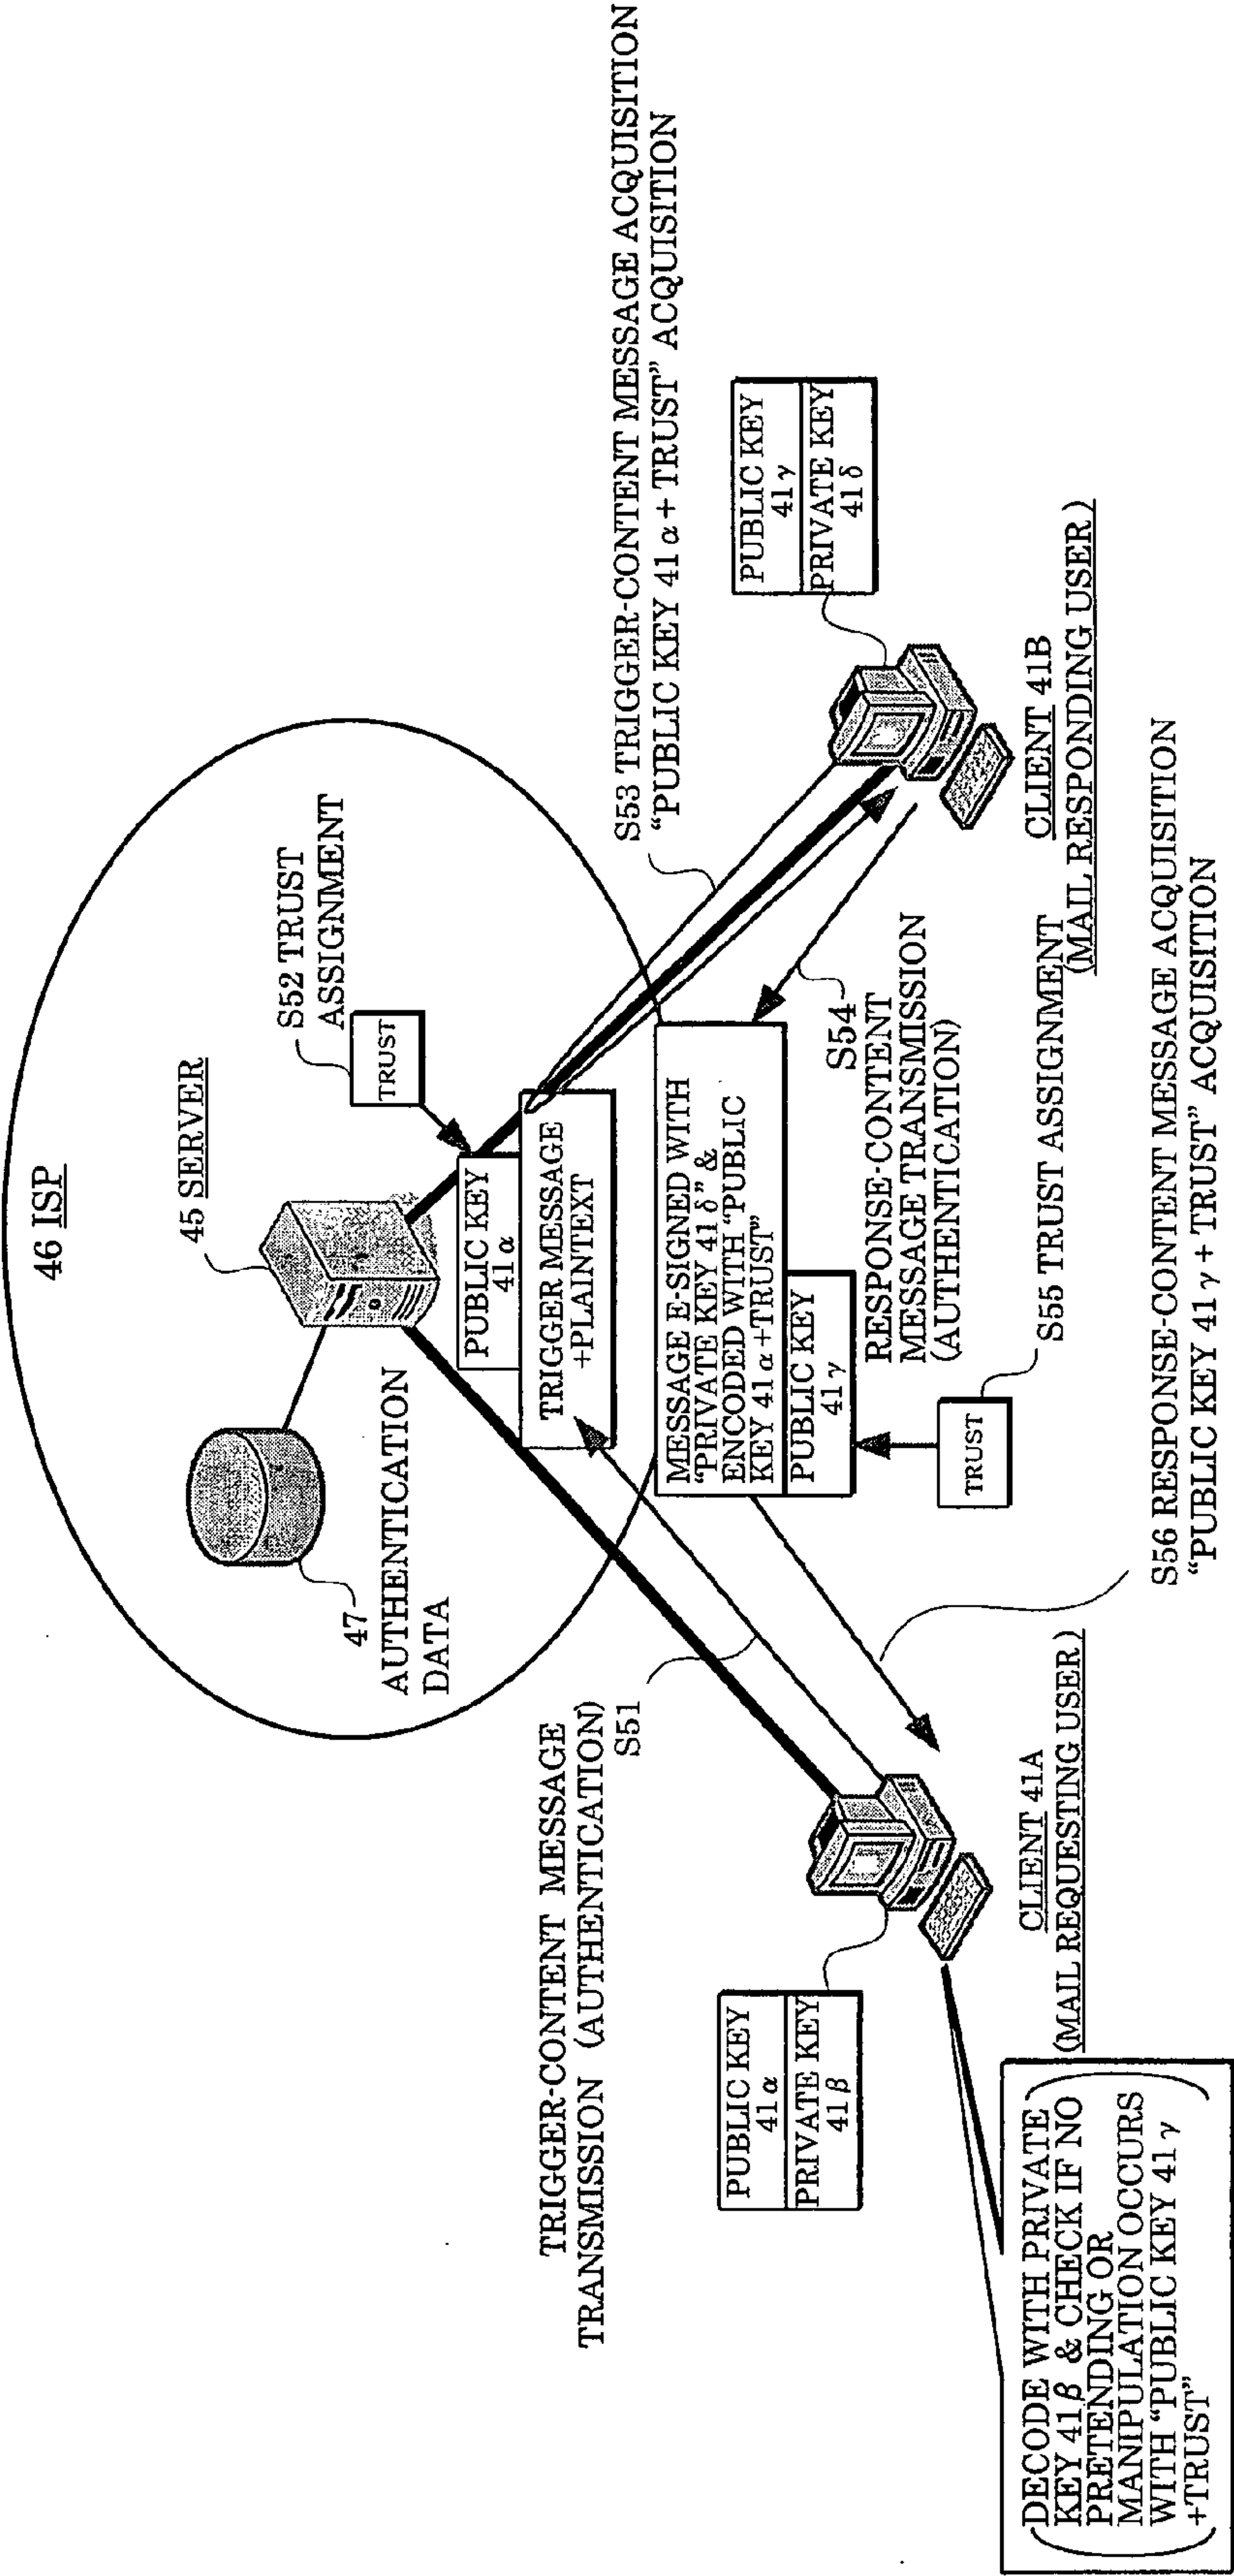 46 ISP
45 SERVER
S52 TRUST
ASSIGNMENT
TRUST
47
AUTHENTICATION
DATA
PUBLIC KEY
41α
TRIGGER MESSAGE
+PLAINTEXT
S53 TRIGGER-CONTENT MESSAGE ACQUISITION
“PUBLIC KEY 41α+TRUST” ACQUISITION
TRIGGER-CONTENT MESSAGE
TRANSMISSION (AUTHENTICATION)
S51
MESSAGE E-SIGNED WITH
“PRIVATE KEY 41δ” &
ENCODED WITH “PUBLIC
KEY 41α+TRUST”
PUBLIC KEY
41γ
S54
RESPONSE-CONTENT
MESSAGE TRANSMISSION
(AUTHENTICATION)
PUBLIC KEY
41γ
PRIVATE KEY
41δ
PUBLIC KEY
41α
PRIVATE KEY
41β
TRUST
S55 TRUST ASSIGNMENT
CLIENT 41B
(MAIL RESPONDING USER)
CLIENT 41A
(MAIL REQUESTING USER)
S56 RESPONSE-CONTENT MESSAGE ACQUISITION
“PUBLIC KEY 41γ+TRUST” ACQUISITION
DECODE WITH PRIVATE
KEY 41β & CHECK IF NO
PRETENDING OR
MANIPULATION OCCURS
WITH “PUBLIC KEY 41γ
+TRUST”